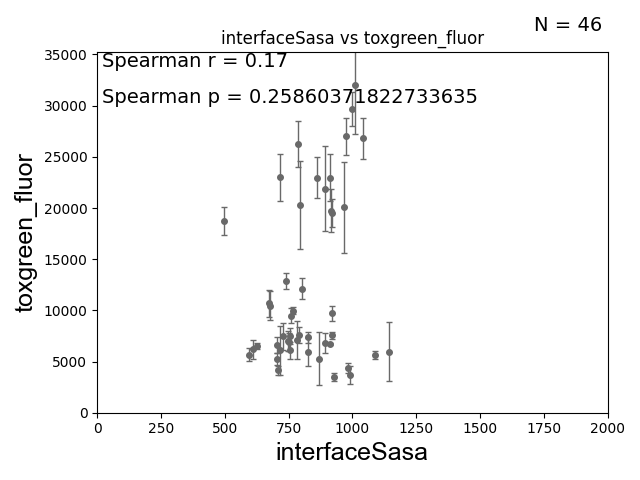 N = 46
interfaceSasa vs toxgreen_fluor
Spearman r = 0.17
Spearman p = 0.25860371822733635
35000
30000
25000
20000
15000
10000
5000
0
toxgreen_fluor
0 250 500 750 1000 1250 1500 1750 2000
interfaceSasa